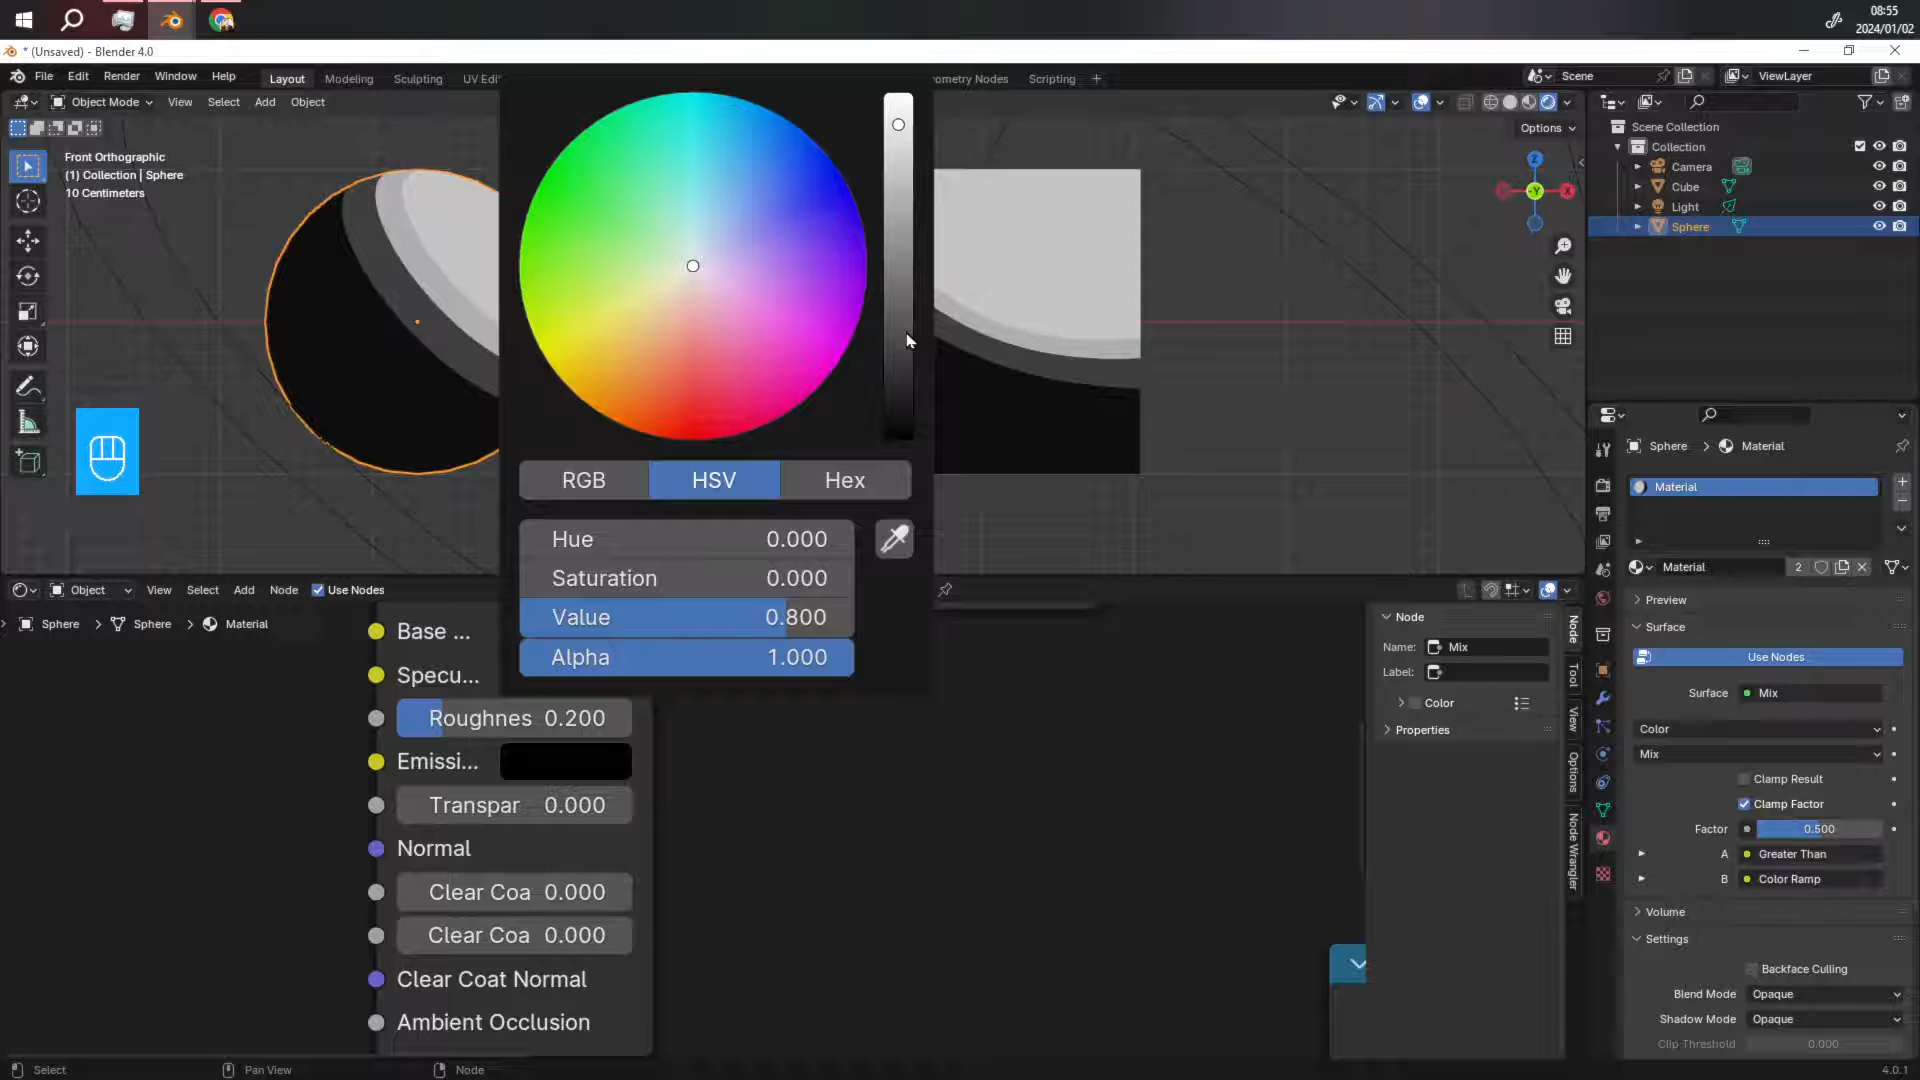 08:55
2024/01/02
* (Unsaved) - Blender 4.0
File Edit Render Window Help
Layout Modeling Sculpting UV Edi
ometry Nodes Scripting +
Scene
ViewLayer
Object Mode View Select Add Object
Options
Front Orthographic
(1) Collection | Sphere
10 Centimeters
Z
-Y
X
Scene Collection
Collection
Camera
Cube
Light
Sphere
RGB HSV Hex
Hue 0.000
Saturation 0.000
Value 0.800
Alpha 1.000
Object View Select Add Node Use Nodes
Sphere > Sphere > Material
Base ...
Specu...
Roughnes 0.200
Emissi...
Transpar 0.000
Normal
Clear Coa 0.000
Clear Coa 0.000
Clear Coat Normal
Ambient Occlusion
Node
Name: Mix
Label:
Color
Properties
Node
Tool
View
Options
Node Wrangler
Sphere > Material
Material
Material 2
Preview
Surface
Use Nodes
Surface Mix
Color
Mix
Clamp Result
Clamp Factor
Factor 0.500
A Greater Than
B Color Ramp
Volume
Settings
Backface Culling
Blend Mode Opaque
Shadow Mode Opaque
Clip Threshold 0.000
Select Pan View Node
4.0.1